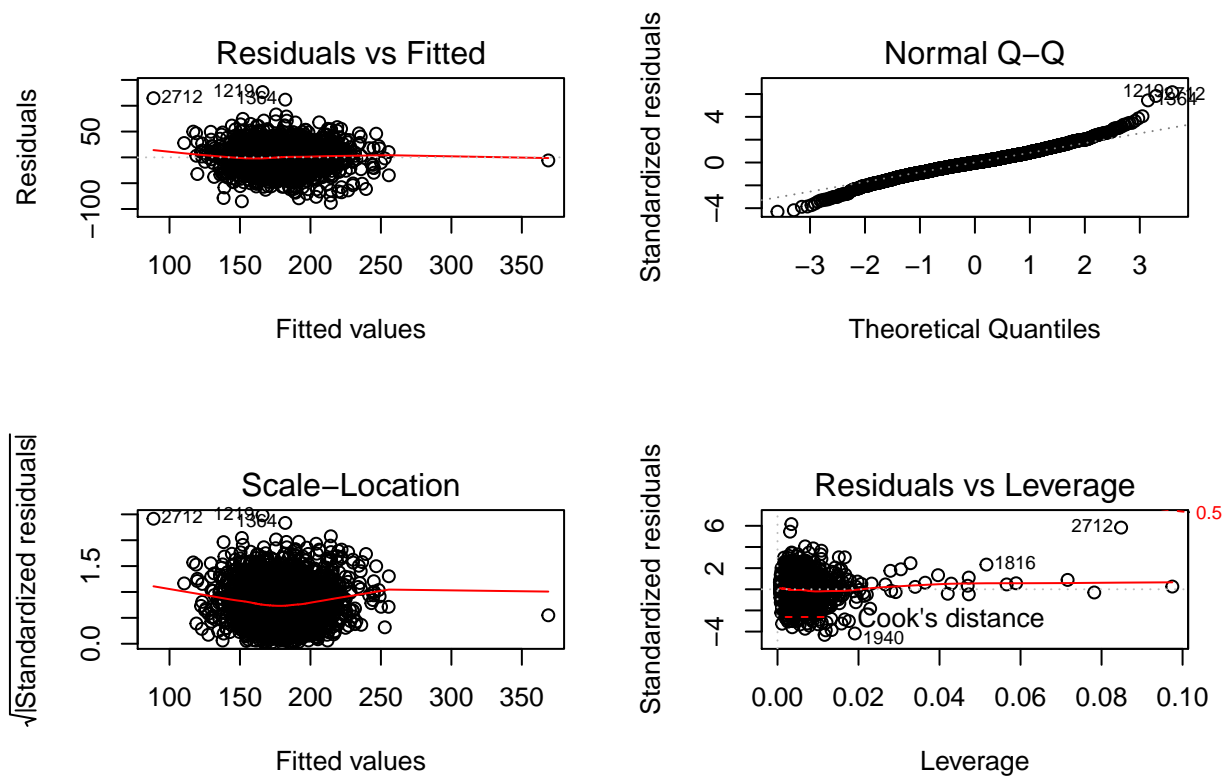 Residuals vs Fitted
Residuals
50
−100
2712
1219
1364
100 150 200 250 300 350
Fitted values
Normal Q−Q
Standardized residuals
4
0
−4
1219
2712
1364
−3 −2 −1 0 1 2 3
Theoretical Quantiles
Scale−Location
√|Standardized residuals|
1.5
0.0
2712
1219
1364
100 150 200 250 300 350
Fitted values
Residuals vs Leverage
Standardized residuals
6
2
−4
2712
0.5
1816
Cook's distance
1940
0.00 0.02 0.04 0.06 0.08 0.10
Leverage